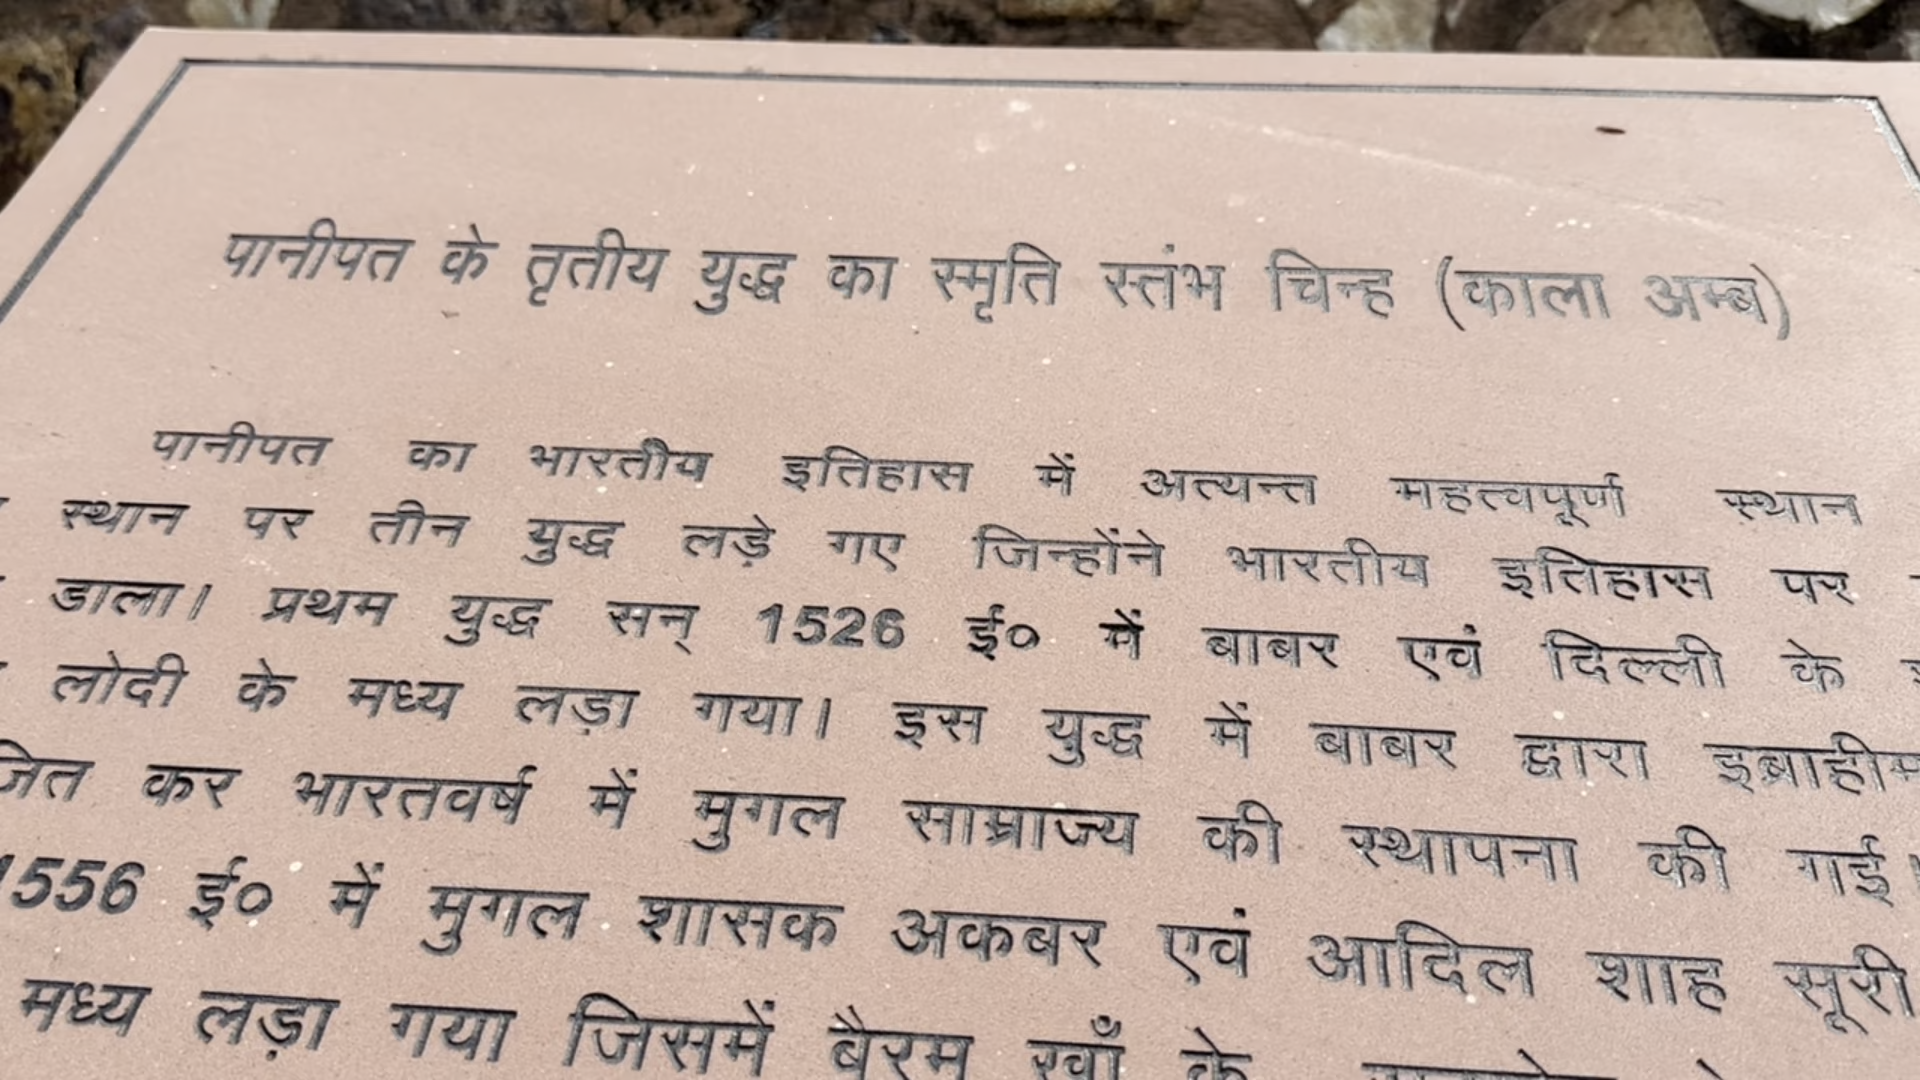 पानीपत के तृतीय युद्ध का स्मृति स्तंभ चिन्ह (काला अम्ब)
पानीपत का भारतीय इतिहास में अत्यन्त महत्वपूर्ण स्थान
स्थान पर तीन युद्ध लड़े गए जिन्होंने भारतीय इतिहास पर
डाला। प्रथम युद्ध सन् 1526 ई० में बाबर एवं दिल्ली के
लोदी के मध्य लड़ा गया। इस युद्ध में बाबर द्वारा इब्राहीम
जित कर भारतवर्ष में मुगल साम्राज्य की स्थापना की गई।
1556 ई० में मुगल शासक अकबर एवं आदिल शाह सूरी
मध्य लड़ा गया जिसमें बैरम खाँ के